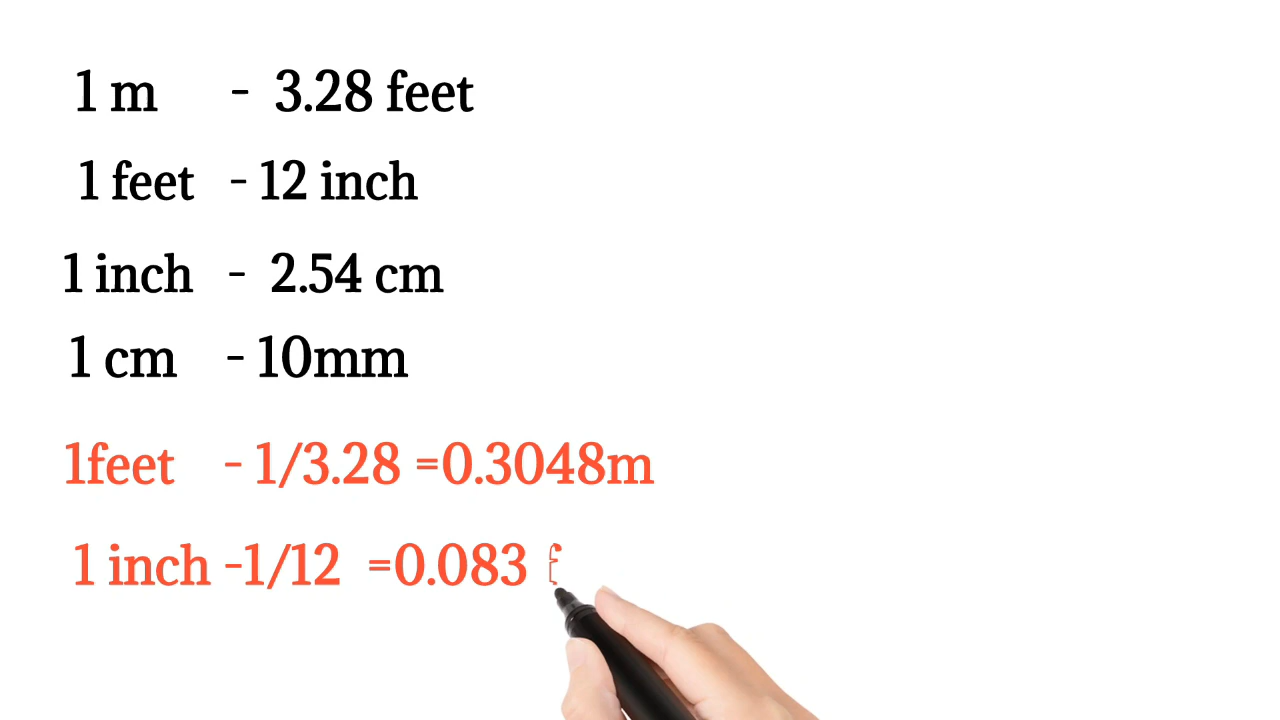 1 m - 3.28 feet
1 feet - 12 inch
1 inch - 2.54 cm
1 cm - 10mm
1feet - 1/3.28 =0.3048m
1 inch -1/12 =0.083